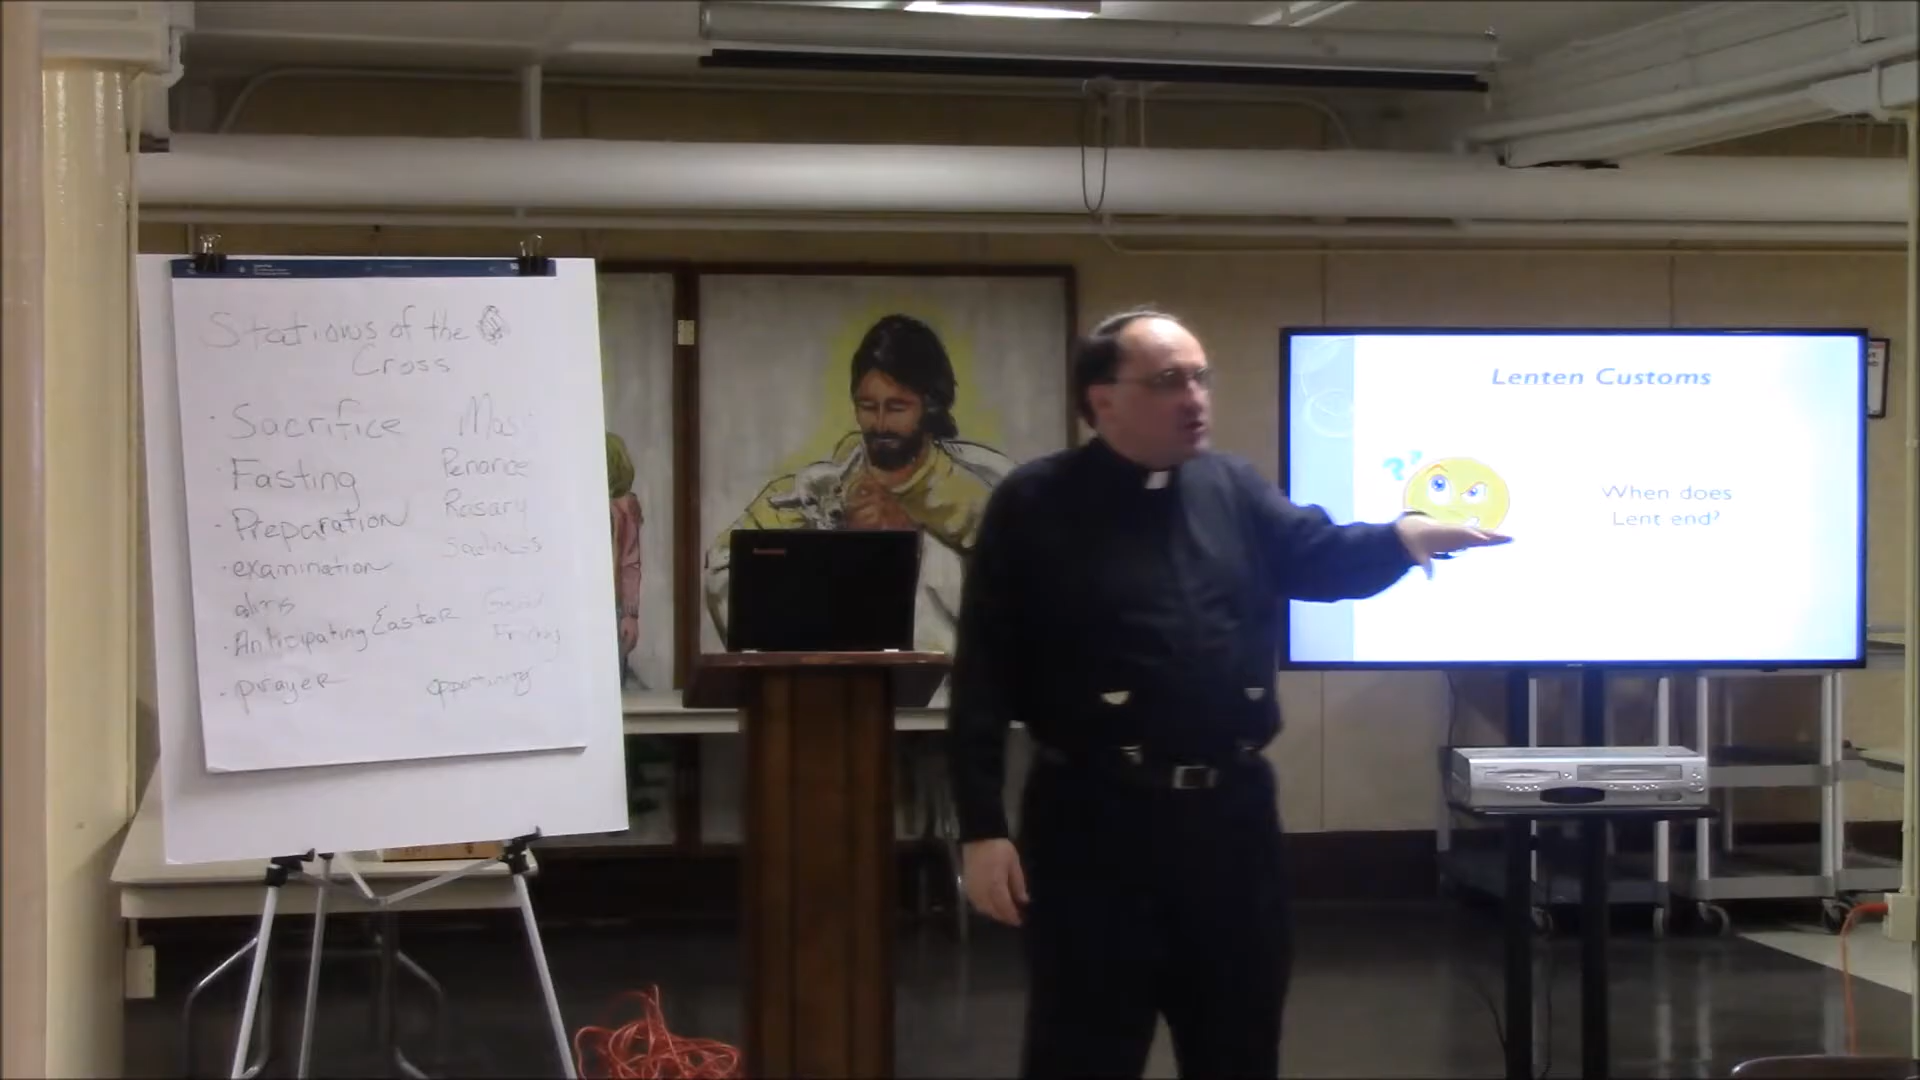 Stations of the
Cross
· Sacrifice
· Fasting
· Preparation
· examination
alms
· Anticipating Easter
· prayer
Mass
Penance
Rosary
Good
Friday
Lenten Customs
??
When does
Lent end?